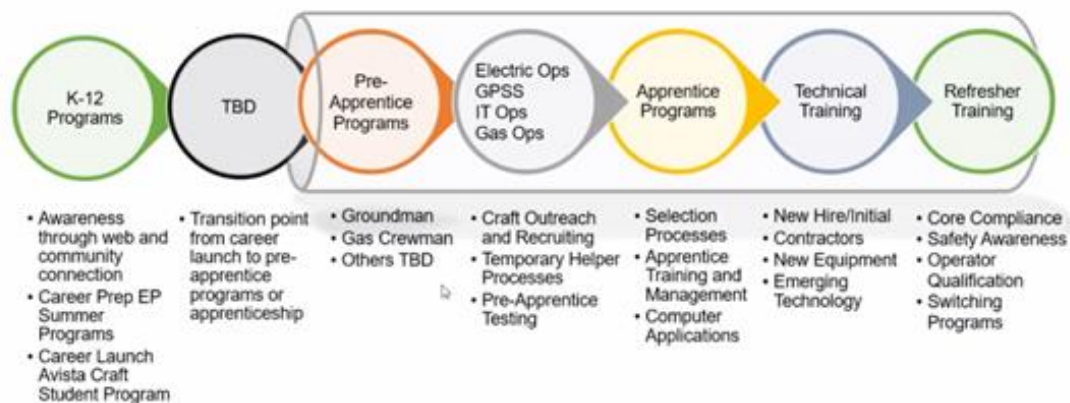 K-12
Programs
TBD
Pre-
Apprentice
Programs
Electric Ops
GPSS
IT Ops
Gas Ops
Apprentice
Programs
Technical
Training
Refresher
Training
• Awareness
through web and
community
connection
• Career Prep EP
Summer
Programs
• Career Launch
Avista Craft
Student Program
• Transition point
from career
launch to pre-
apprentice
programs or
apprenticeship
• Groundman
• Gas Crewman
• Others TBD
• Craft Outreach
and Recruiting
• Temporary Helper
Processes
• Pre-Apprentice
Testing
• Selection
Processes
• Apprentice
Training and
Management
• Computer
Applications
• New Hire/Initial
• Contractors
• New Equipment
• Emerging
Technology
• Core Compliance
• Safety Awareness
• Operator
Qualification
• Switching
Programs